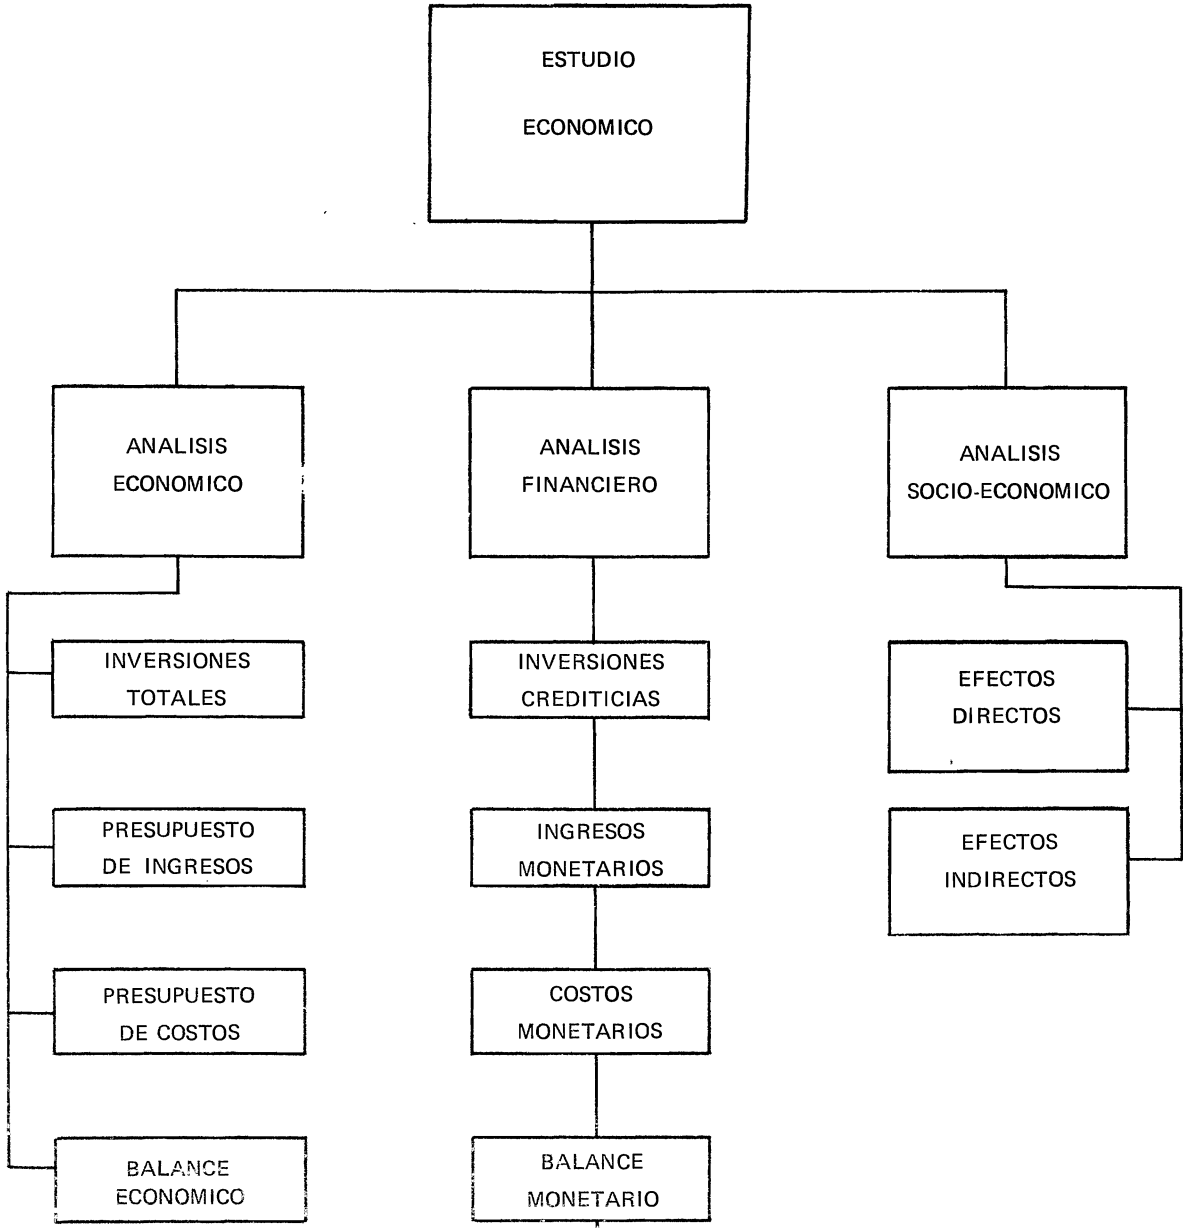 ESTUDIO
ECONOMICO
ANALISIS
ECONOMICO
ANALISIS
FINANCIERO
ANALISIS
SOCIO-ECONOMICO
INVERSIONES
TOTALES
INVERSIONES
CREDITICIAS
EFECTOS
DIRECTOS
PRESUPUESTO
DE INGRESOS
INGRESOS
MONETARIOS
EFECTOS
INDIRECTOS
PRESUPUESTO
DE COSTOS
COSTOS
MONETARIOS
BALANCE
ECONOMICO
BALANCE
MONETARIO